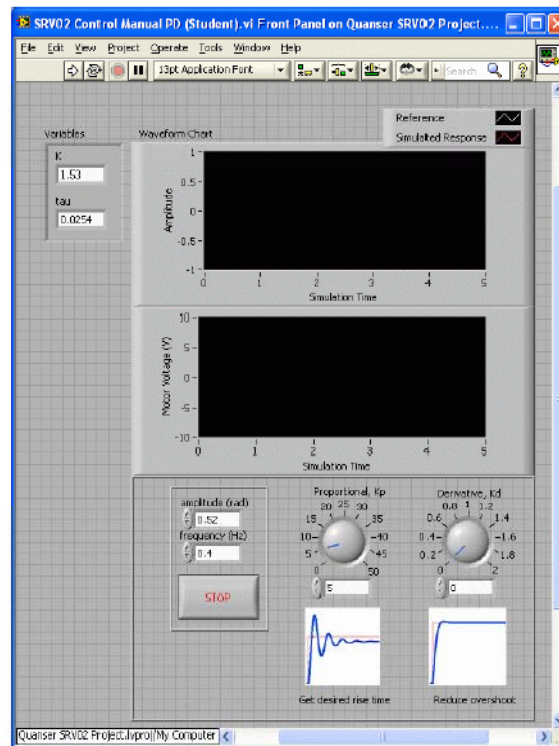 SRV02 Control Manual PD (Student).vi Front Panel on Quanser SRV02 Project....
File Edit View Project Operate Tools Window Help
13pt Application Font
Search
?
Reference
Simulated Response
Variables
K
1.53
tau
0.0254
Waveform Chart
Amplitude
1
0.5
0
-0.5
-1
0 1 2 3 4 5
Simulation Time
Motor Voltage (V)
10
5
0
-5
-10
0 1 2 3 4 5
Simulation Time
amplitude (rad)
0.52
frequency (Hz)
0.4
STOP
Proportional, Kp
0 5 10 15 20 25 30 35 40 45 50
5
Get desired rise time
Derivative, Kd
0 0.2 0.4 0.6 0.8 1 1.2 1.4 1.6 1.8 2
0
Reduce overshoot
Quanser SRV02 Project.lvproj/My Computer